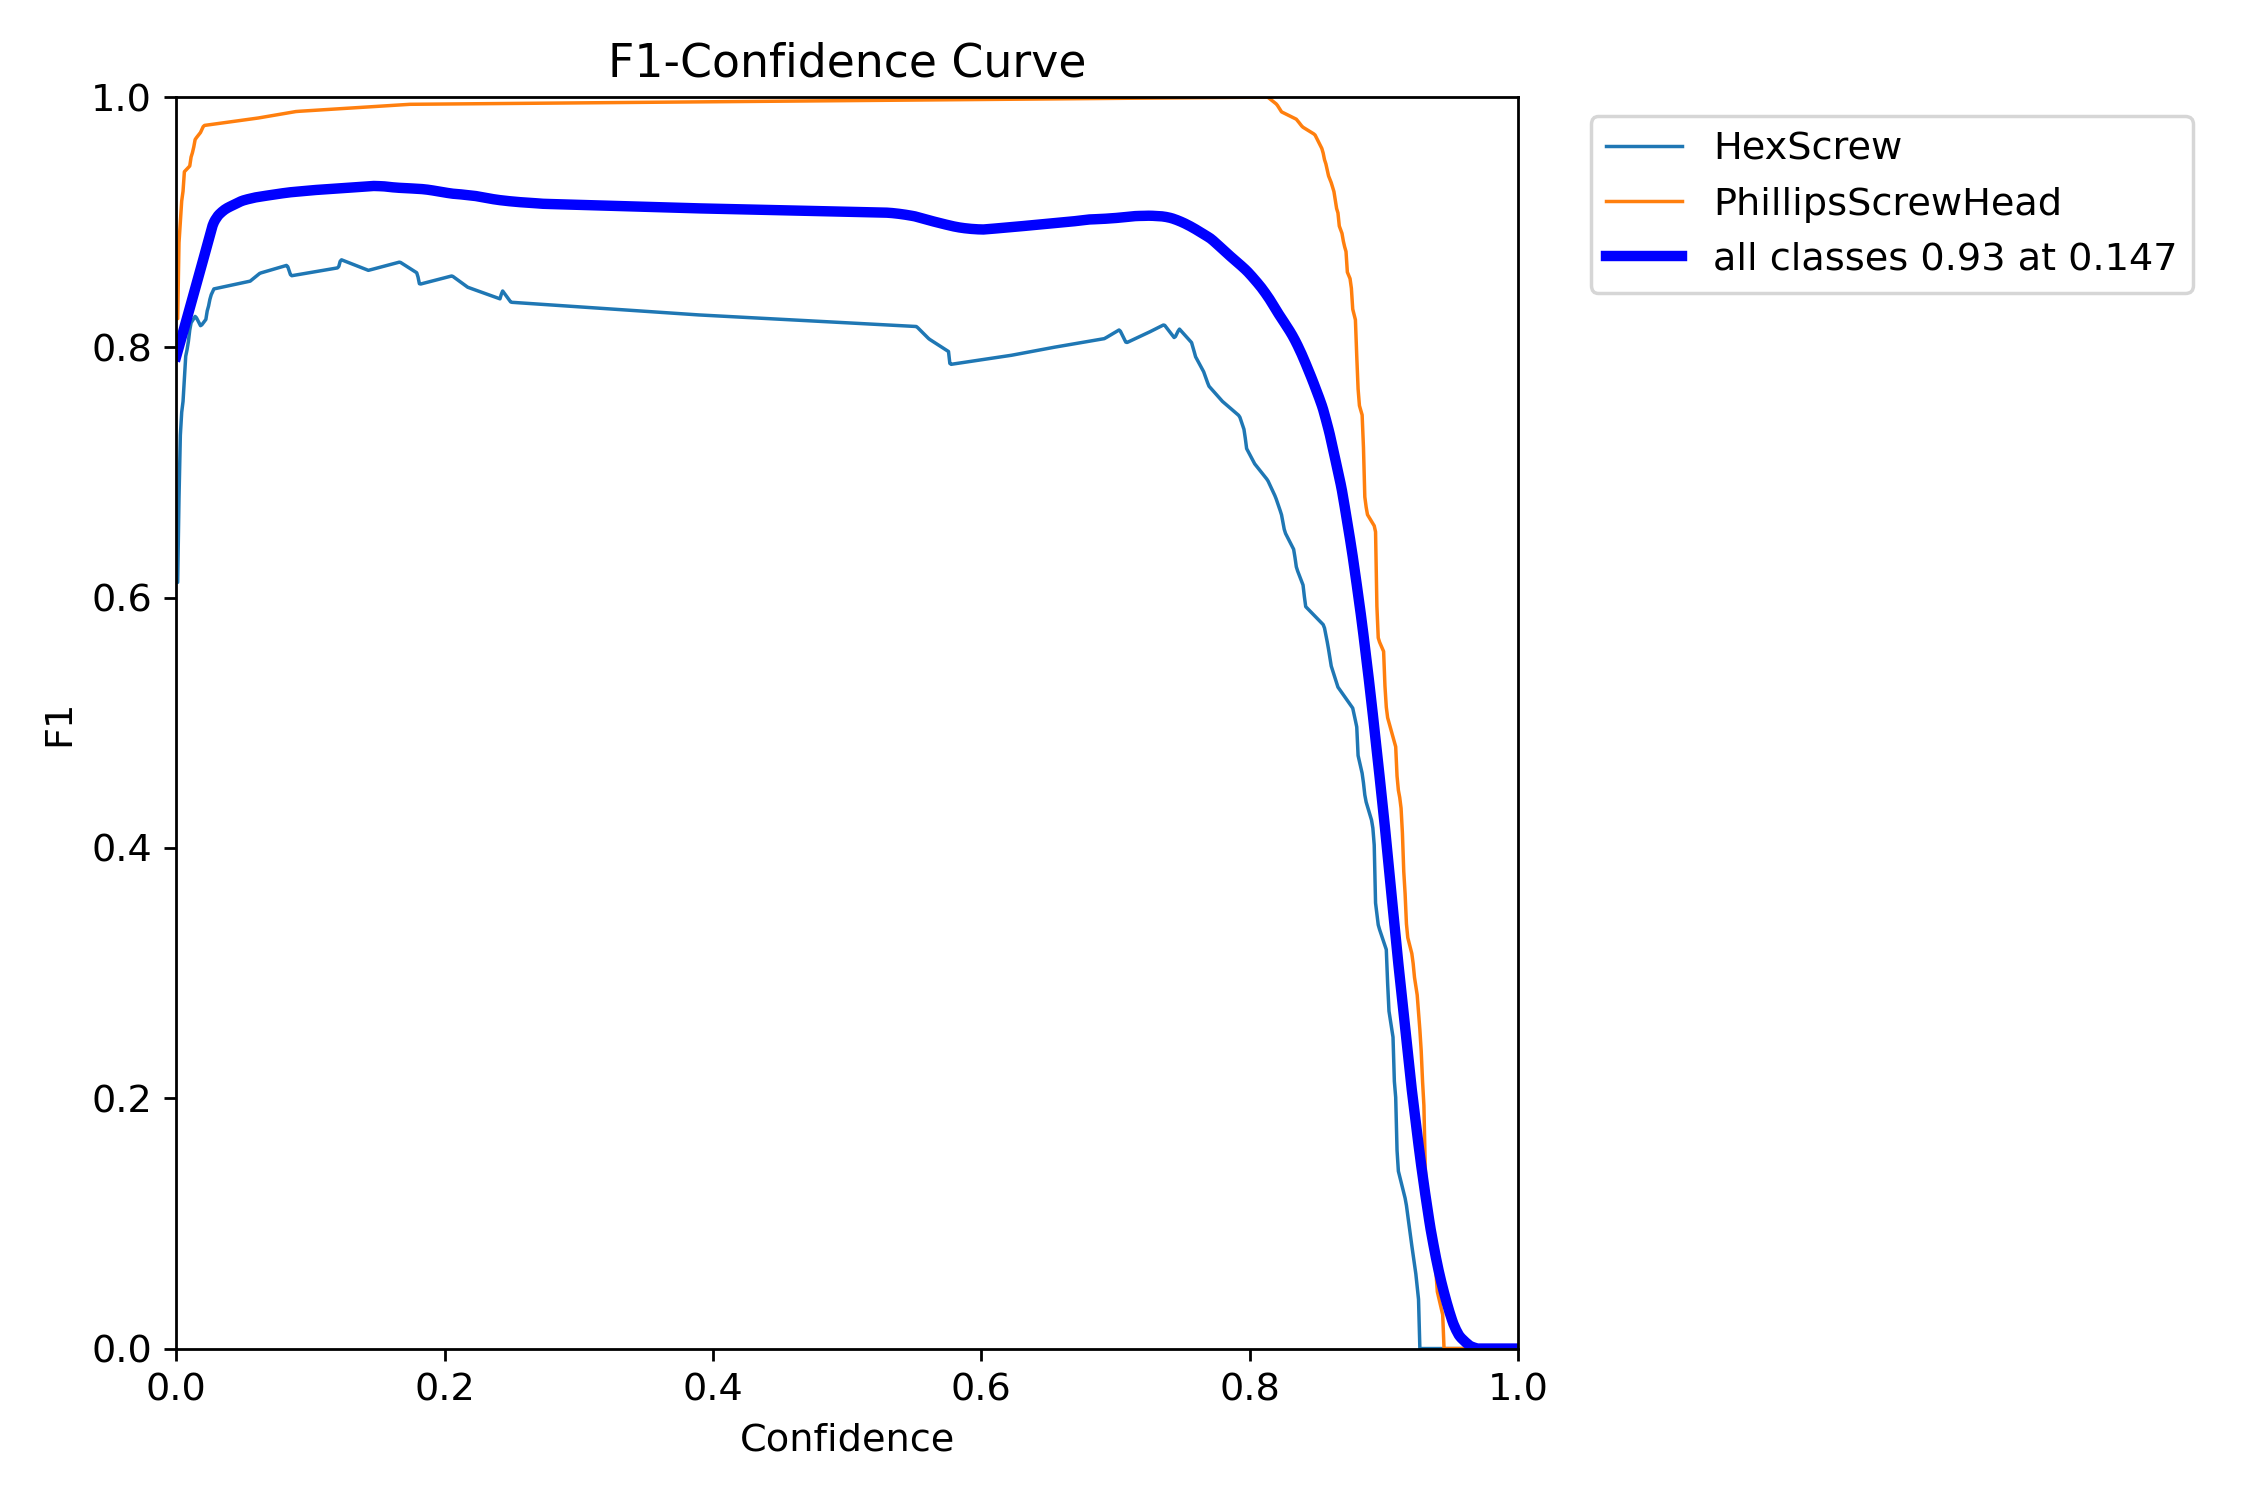 F1-Confidence Curve
1.0
0.8
0.6
0.4
0.2
0.0
F1
0.0 0.2 0.4 0.6 0.8 1.0
Confidence
HexScrew
PhillipsScrewHead
all classes 0.93 at 0.147